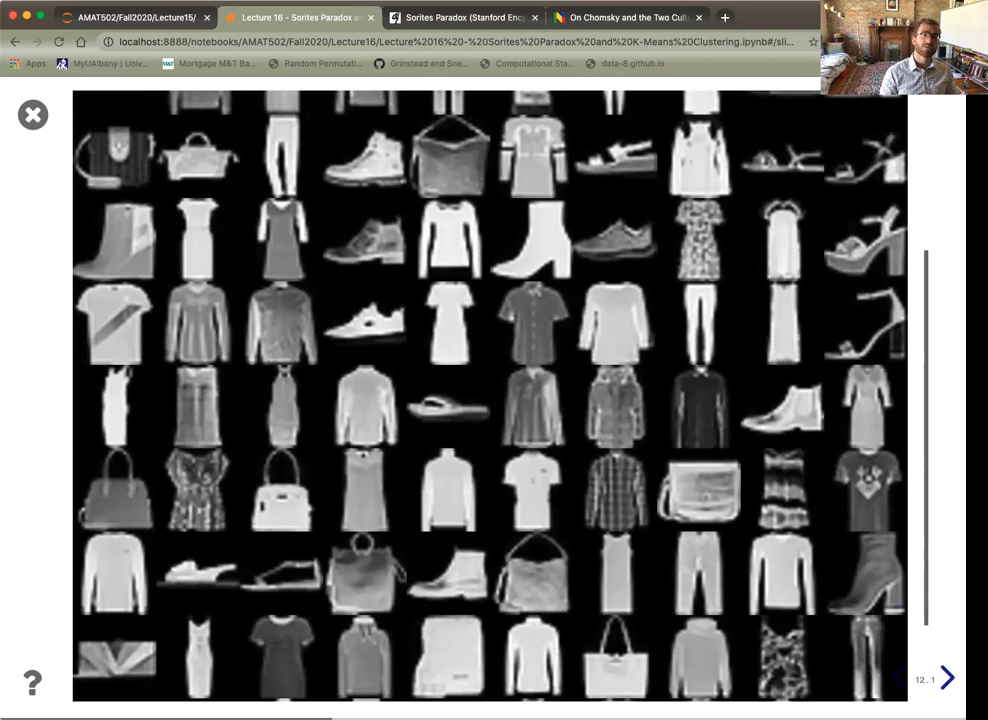 AMAT502/Fall2020/Lecture15/
Lecture 16 - Sorites Paradox a
Sorites Paradox (Stanford Ency
On Chomsky and the Two Cult
localhost:8888/notebooks/AMAT502/Fall2020/Lecture16/Lecture%2016%20-%20Sorites%20Paradox%20and%20K-Means%20Clustering.ipynb#/sli...
Apps
MyUAlbany | Univ...
M&T
Mortgage M&T Ba...
Random Permutati...
Grinstead and Sne...
Computational Sta...
data-8.github.io
?
12.1